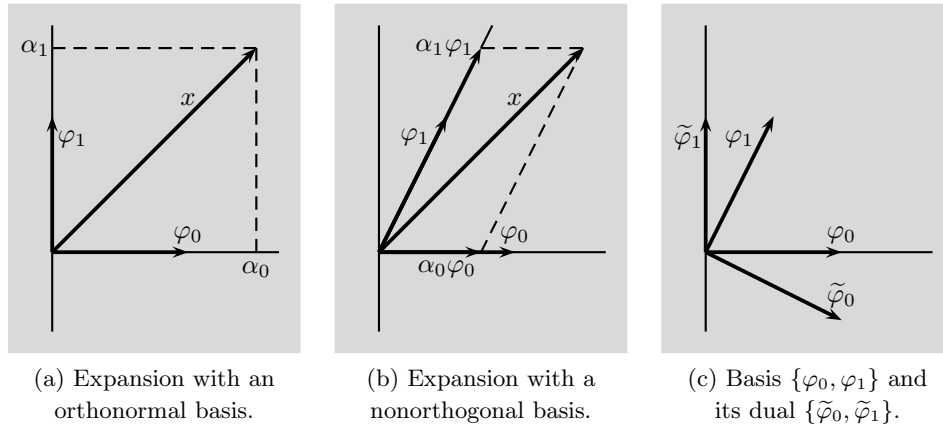 α₁
x
φ₁
φ₀
α₀
α₁φ₁
x
φ₁
φ₀
α₀φ₀
φ̃₁
φ₁
φ₀
φ̃₀
(a) Expansion with an
orthonormal basis.
(b) Expansion with a
nonorthogonal basis.
(c) Basis {φ₀, φ₁} and
its dual {φ̃₀, φ̃₁}.